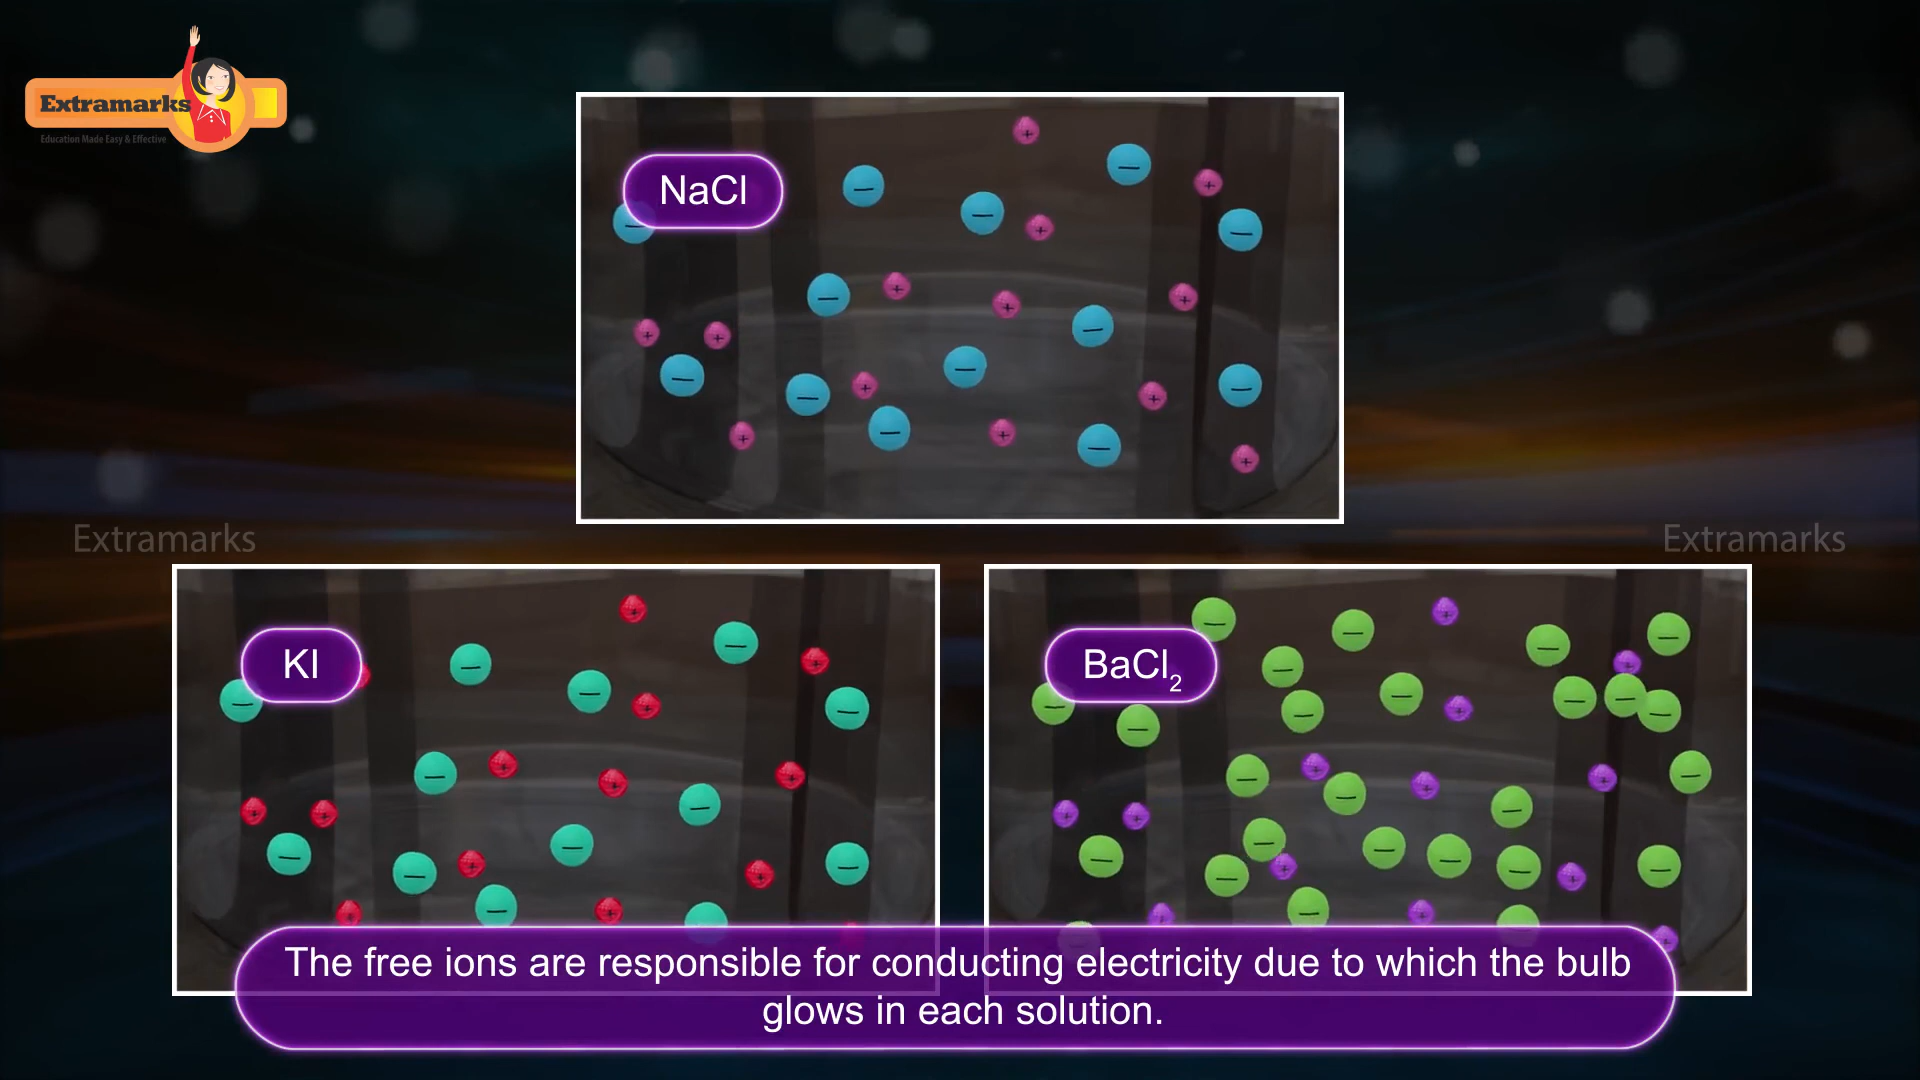 Extramarks
Education Made Easy & Effective
NaCl
Extramarks
Extramarks
KI
BaCl₂
The free ions are responsible for conducting electricity due to which the bulb
glows in each solution.